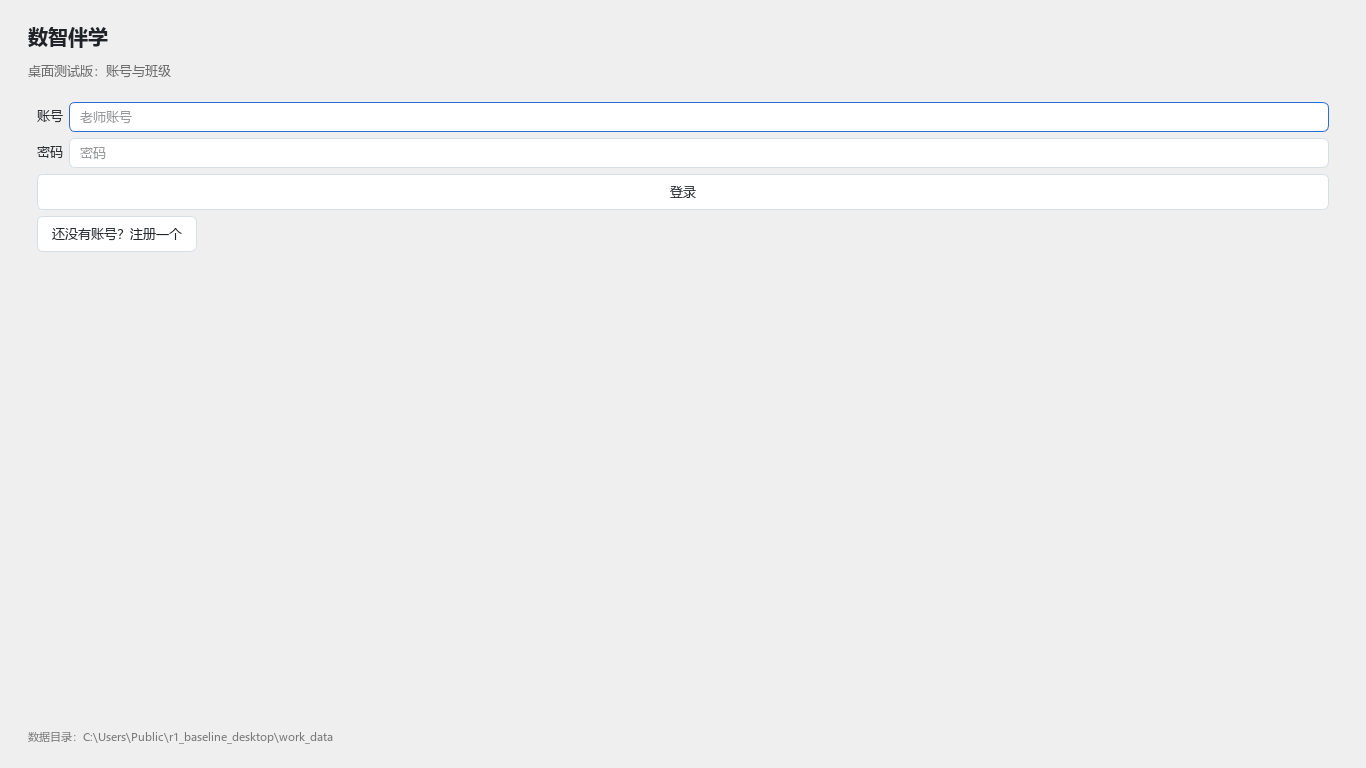 数智伴学
桌面测试版：账号与班级
账号 老师账号
密码 密码
登录
还没有账号？注册一个
数据目录：C:\Users\Public\r1_baseline_desktop\work_data